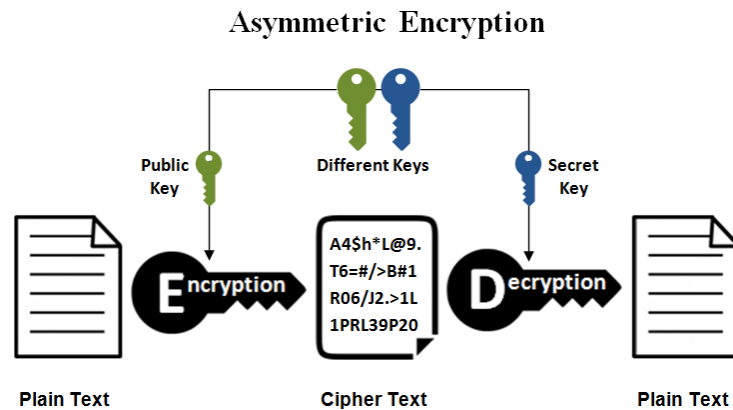 Asymmetric Encryption
Public
Key
Different Keys
Secret
Key
Encryption
A4$h*L@9.
T6=#/>B#1
R06/J2.>1L
1PRL39P20
Decryption
Plain Text
Cipher Text
Plain Text